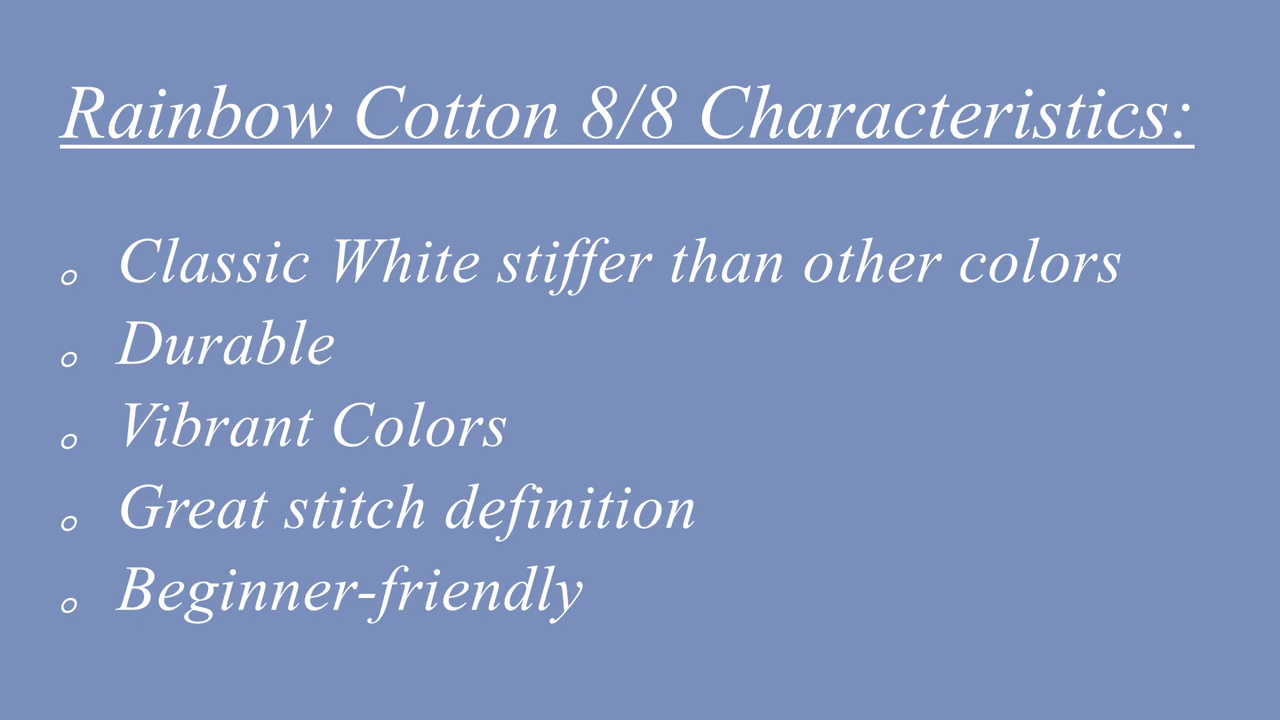 Rainbow Cotton 8/8 Characteristics:
Classic White stiffer than other colors
Durable
Vibrant Colors
Great stitch definition
Beginner-friendly